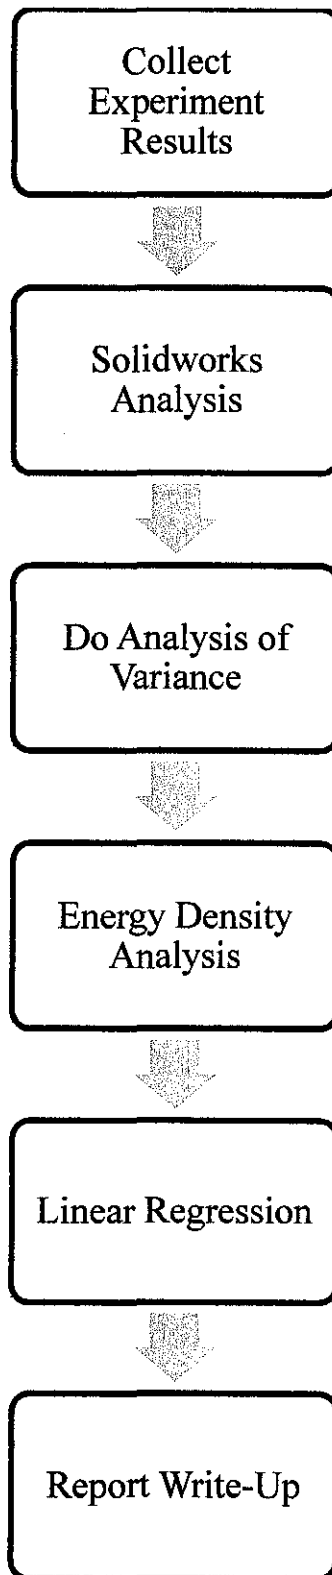 Collect
Experiment
Results
Solidworks
Analysis
Do Analysis of
Variance
Energy Density
Analysis
Linear Regression
Report Write-Up